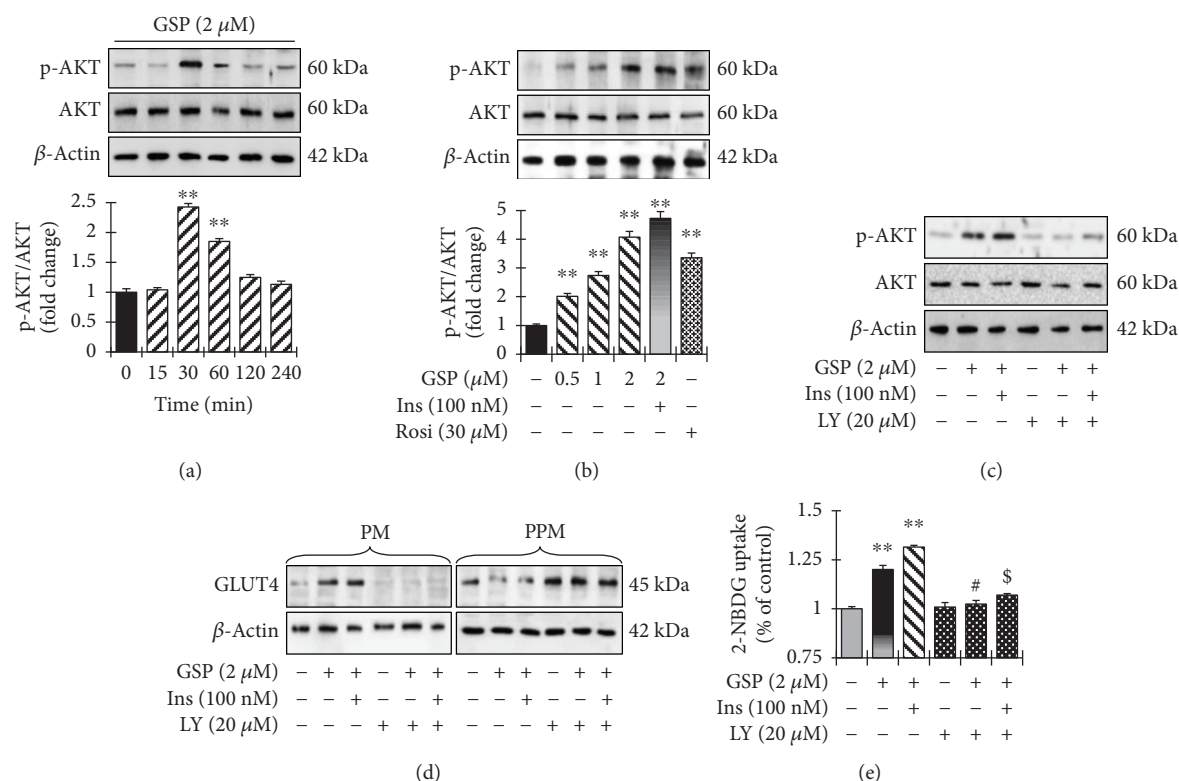 GSP (2 μM)
p-AKT 60 kDa
AKT 60 kDa
β-Actin 42 kDa
p-AKT/AKT
(fold change)
2.5
2
1.5
1
0.5
0
** **
0 15 30 60 120 240
Time (min)
(a)
p-AKT 60 kDa
AKT 60 kDa
β-Actin 42 kDa
p-AKT/AKT
(fold change)
5
4
3
2
1
0
** ** ** ** **
GSP (μM) – 0.5 1 2 2 –
Ins (100 nM) – – – – + –
Rosi (30 μM) – – – – – +
(b)
p-AKT 60 kDa
AKT 60 kDa
β-Actin 42 kDa
GSP (2 μM) – + + – + +
Ins (100 nM) – – + – – +
LY (20 μM) – – – + + +
(c)
PM PPM
GLUT4 45 kDa
β-Actin 42 kDa
GSP (2 μM) – + + – + + – + + – + +
Ins (100 nM) – – + – – + – – + – – +
LY (20 μM) – – – + + + – – – + + +
(d)
2-NBDG uptake
(% of control)
1.5
1.25
1
0.75
** ** # $
GSP (2 μM) – + + – + +
Ins (100 nM) – – + – – +
LY (20 μM) – – – + + +
(e)